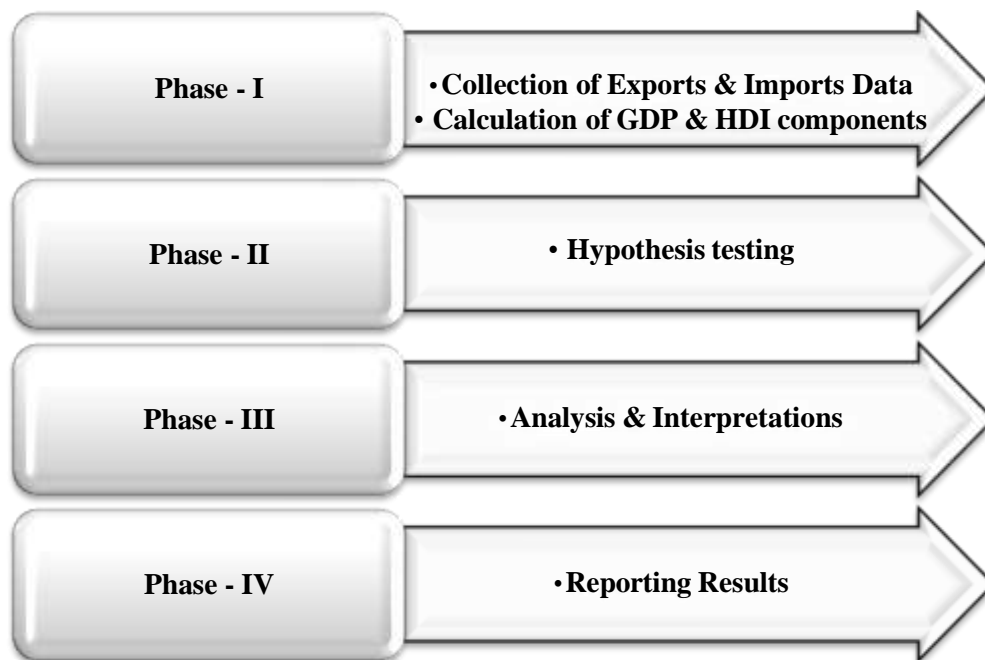 Phase - I
• Collection of Exports & Imports Data
• Calculation of GDP & HDI components
Phase - II
• Hypothesis testing
Phase - III
• Analysis & Interpretations
Phase - IV
• Reporting Results